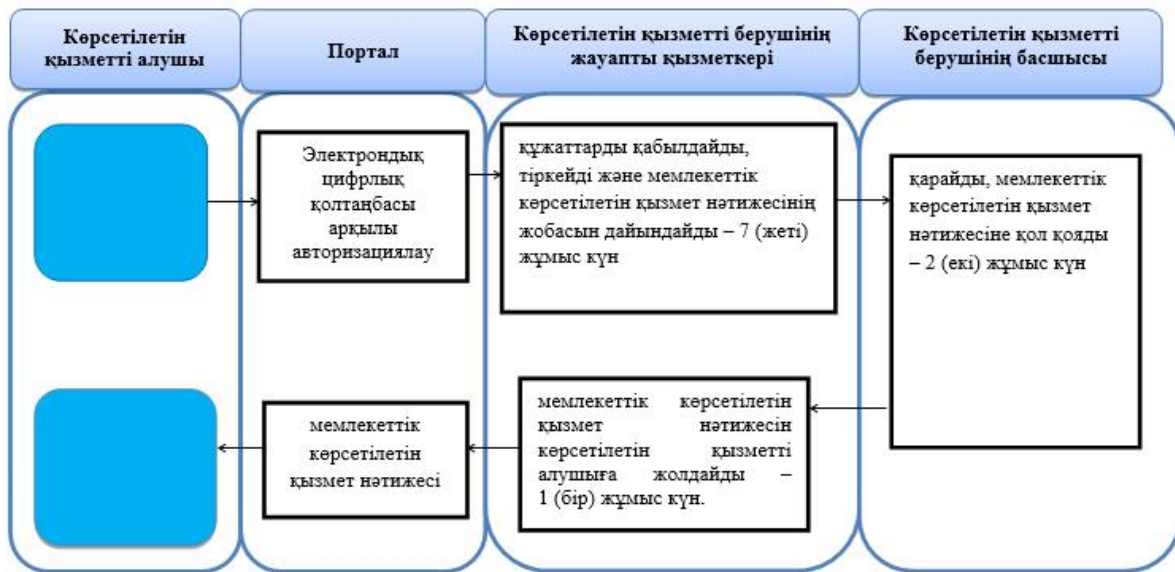 Көрсетілетін
қызметті алушы
Портал
Көрсетілетін қызметті берушінің
жауапты қызметкері
Көрсетілетін қызметті
берушінің басшысы
Электрондық
цифрлық
қолтаңбасы
арқылы
авторизациялау
құжаттарды қабылдайды,
тіркейді және мемлекеттік
көрсетілетін қызмет нәтижесінің
жобасын дайындайды – 7 (жеті)
жұмыс күн
қарайды, мемлекеттік
көрсетілетін қызмет
нәтижесіне қол қояды
– 2 (екі) жұмыс күн
мемлекеттік көрсетілетін
қызмет нәтижесін
көрсетілетін қызметті
алушыға жолдайды –
1 (бір) жұмыс күн.
мемлекеттік
көрсетілетін
қызмет нәтижесі